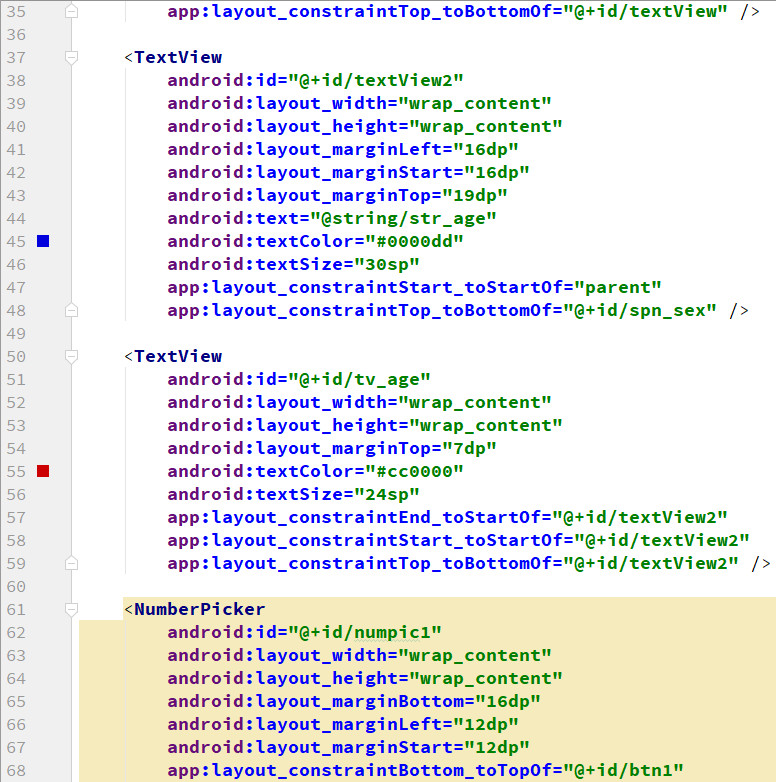 35 app:layout_constraintTop_toBottomOf="@+id/textView" />
36
37 <TextView
38 android:id="@+id/textView2"
39 android:layout_width="wrap_content"
40 android:layout_height="wrap_content"
41 android:layout_marginLeft="16dp"
42 android:layout_marginStart="16dp"
43 android:layout_marginTop="19dp"
44 android:text="@string/str_age"
45 android:textColor="#0000dd"
46 android:textSize="30sp"
47 app:layout_constraintStart_toStartOf="parent"
48 app:layout_constraintTop_toBottomOf="@+id/spn_sex" />
49
50 <TextView
51 android:id="@+id/tv_age"
52 android:layout_width="wrap_content"
53 android:layout_height="wrap_content"
54 android:layout_marginTop="7dp"
55 android:textColor="#cc0000"
56 android:textSize="24sp"
57 app:layout_constraintEnd_toStartOf="@+id/textView2"
58 app:layout_constraintStart_toStartOf="@+id/textView2"
59 app:layout_constraintTop_toBottomOf="@+id/textView2" />
60
61 <NumberPicker
62 android:id="@+id/numpic1"
63 android:layout_width="wrap_content"
64 android:layout_height="wrap_content"
65 android:layout_marginBottom="16dp"
66 android:layout_marginLeft="12dp"
67 android:layout_marginStart="12dp"
68 app:layout_constraintBottom_toTopOf="@+id/btn1"